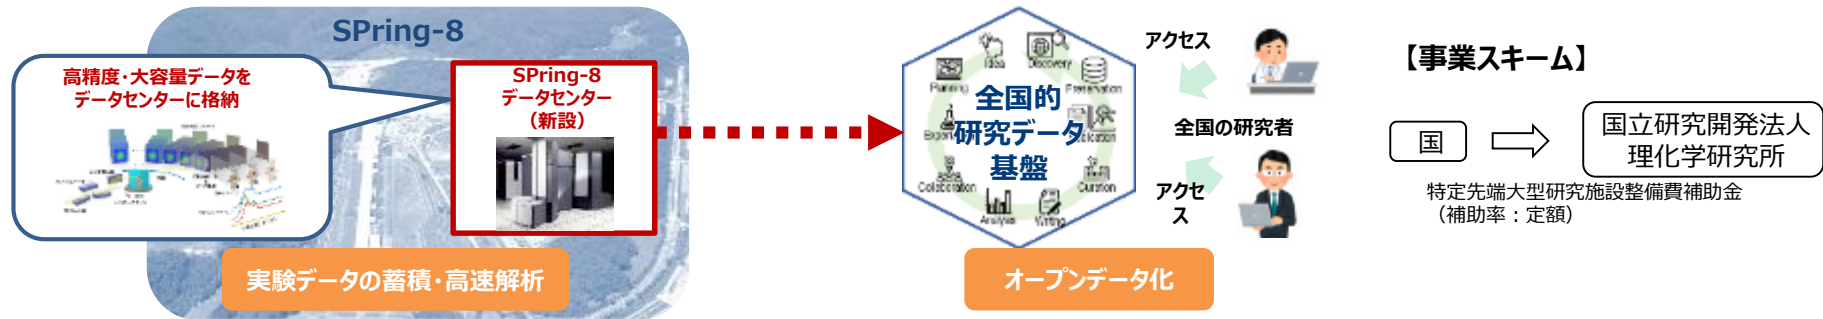 SPring-8
高精度・大容量データを
データセンターに格納
SPring-8
データセンター
（新設）
実験データの蓄積・高速解析
Idea
Discovery
Planning
Preservation
全国的
研究データ
基盤
Collaboration
Curation
Analysis
Writing
オープンデータ化
アクセス
全国の研究者
アクセ
ス
【事業スキーム】
国
国立研究開発法人
理化学研究所
特定先端大型研究施設整備費補助金
（補助率：定額）